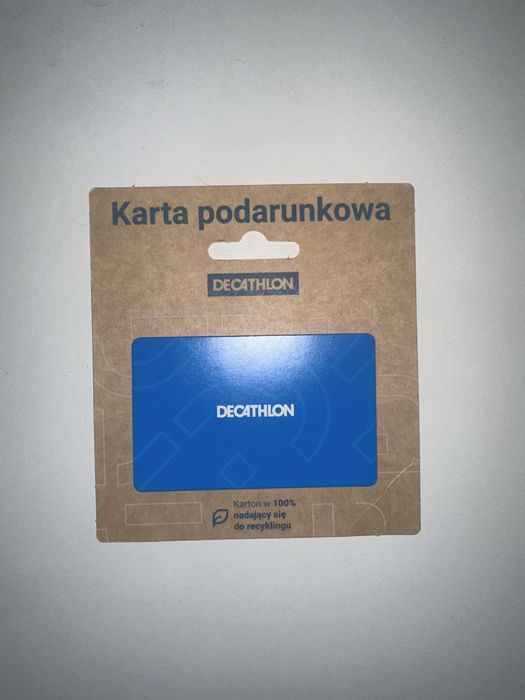 Karta podarunkowa
DECATHLON
DECATHLON
Karton w 100%
nadający się
do recyklingu